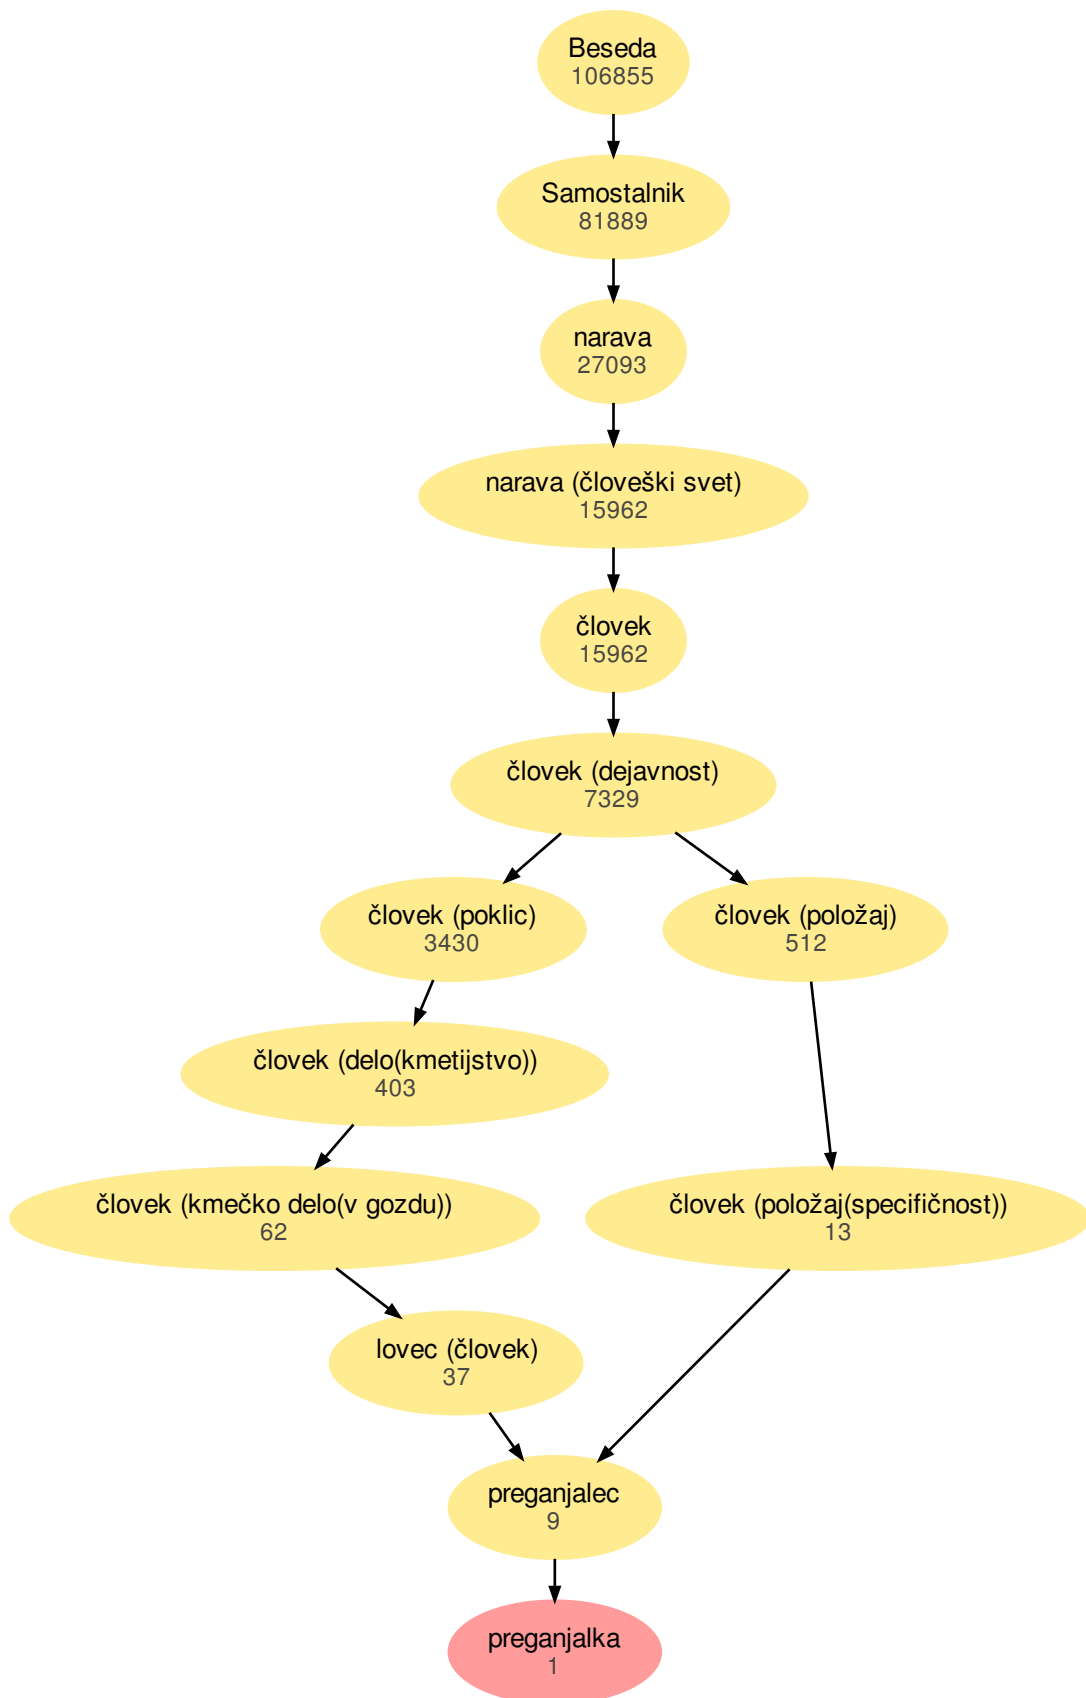 Beseda
106855
Samostalnik
81889
narava
27093
narava (človeški svet)
15962
človek
15962
človek (dejavnost)
7329
človek (poklic)
3430
človek (položaj)
512
človek (delo(kmetijstvo))
403
človek (kmečko delo(v gozdu))
62
človek (položaj(specifičnost))
13
lovec (človek)
37
preganjalec
9
preganjalka
1